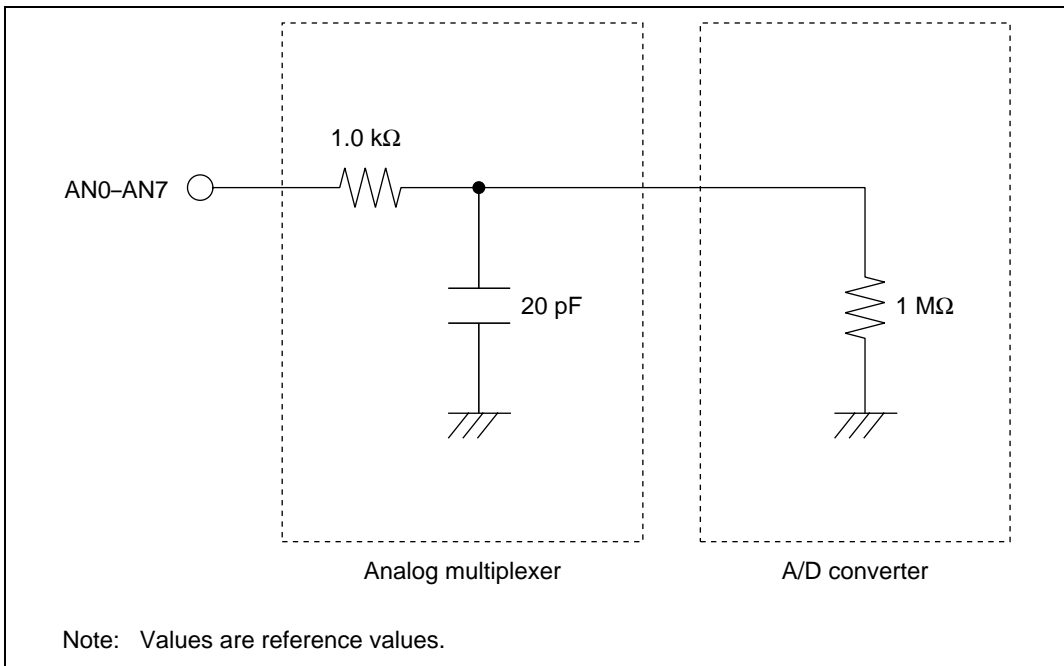 1.0 kΩ
AN0–AN7
20 pF
1 MΩ
Analog multiplexer
A/D converter
Note: Values are reference values.